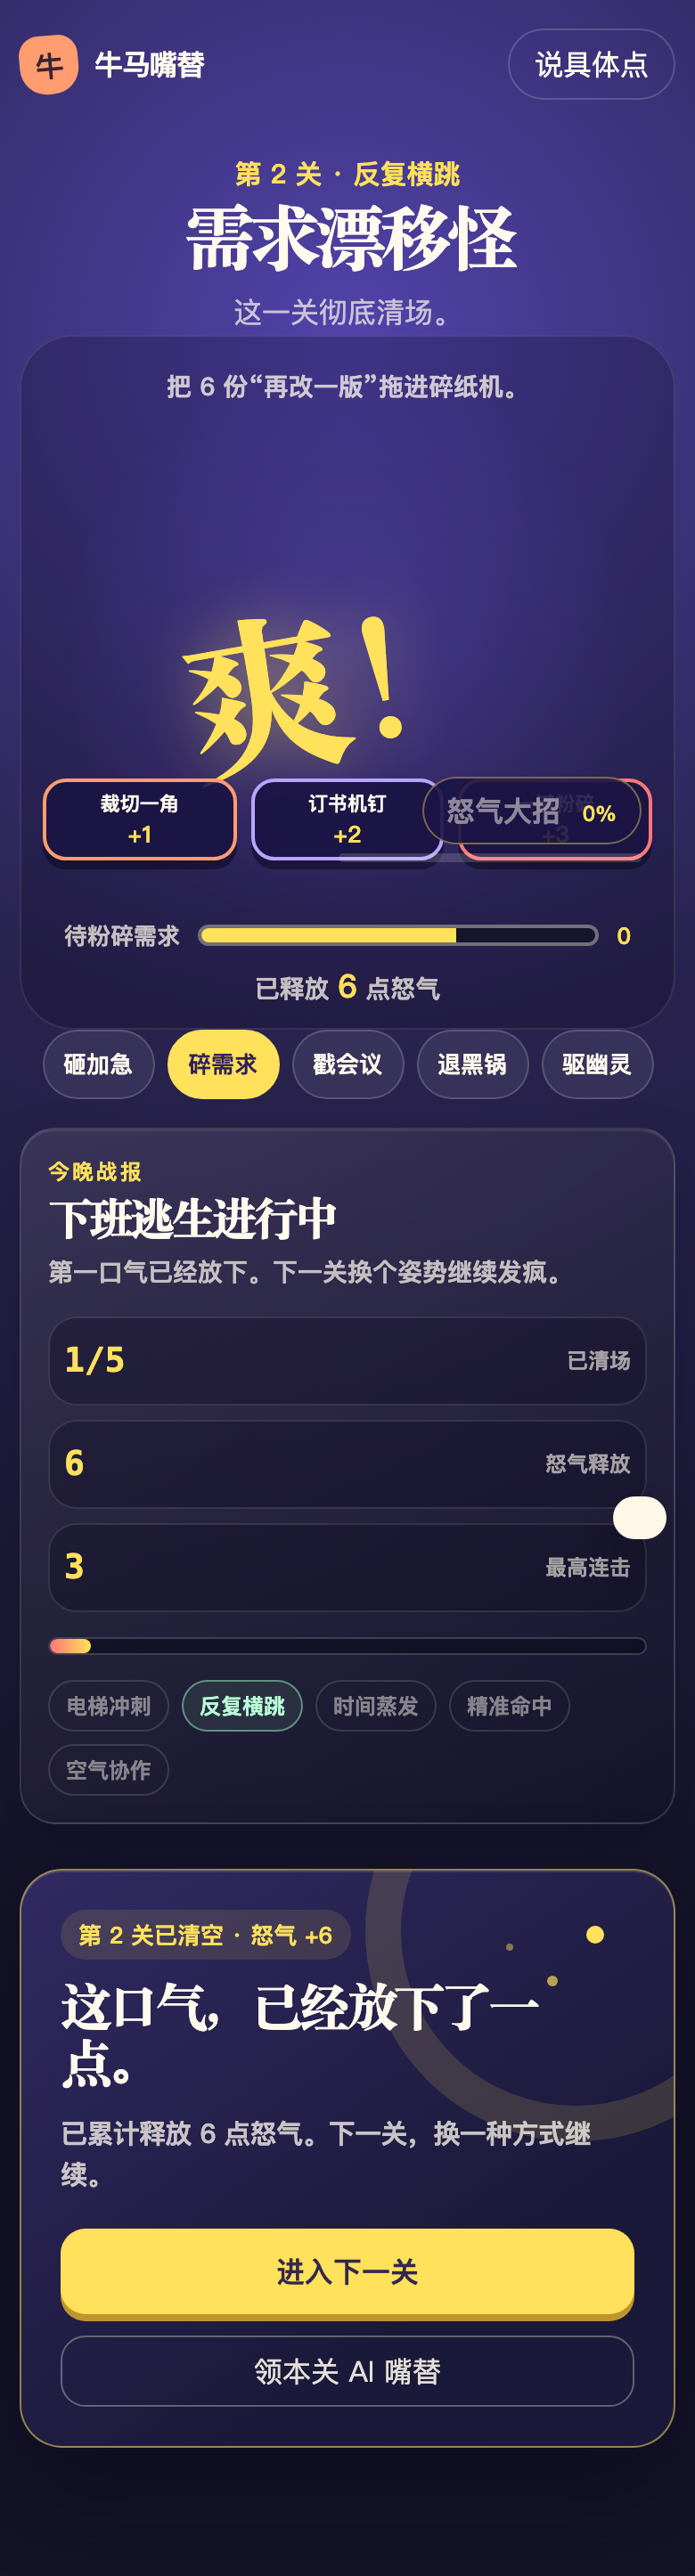 牛
牛马嘴替
说具体点
第 2 关 · 反复横跳
需求漂移怪
这一关彻底清场。
把 6 份“再改一版”拖进碎纸机。
爽！
裁切一角
+1
订书机钉
+2
+3
怒气大招 0%
待粉碎需求 0
已释放 6 点怒气
砸加急
碎需求
戳会议
退黑锅
驱幽灵
今晚战报
下班逃生进行中
第一口气已经放下。下一关换个姿势继续发疯。
1/5 已清场
6 怒气释放
3 最高连击
电梯冲刺
反复横跳
时间蒸发
精准命中
空气协作
第 2 关已清空 · 怒气 +6
这口气，已经放下了一
点。
已累计释放 6 点怒气。下一关，换一种方式继
续。
进入下一关
领本关 AI 嘴替